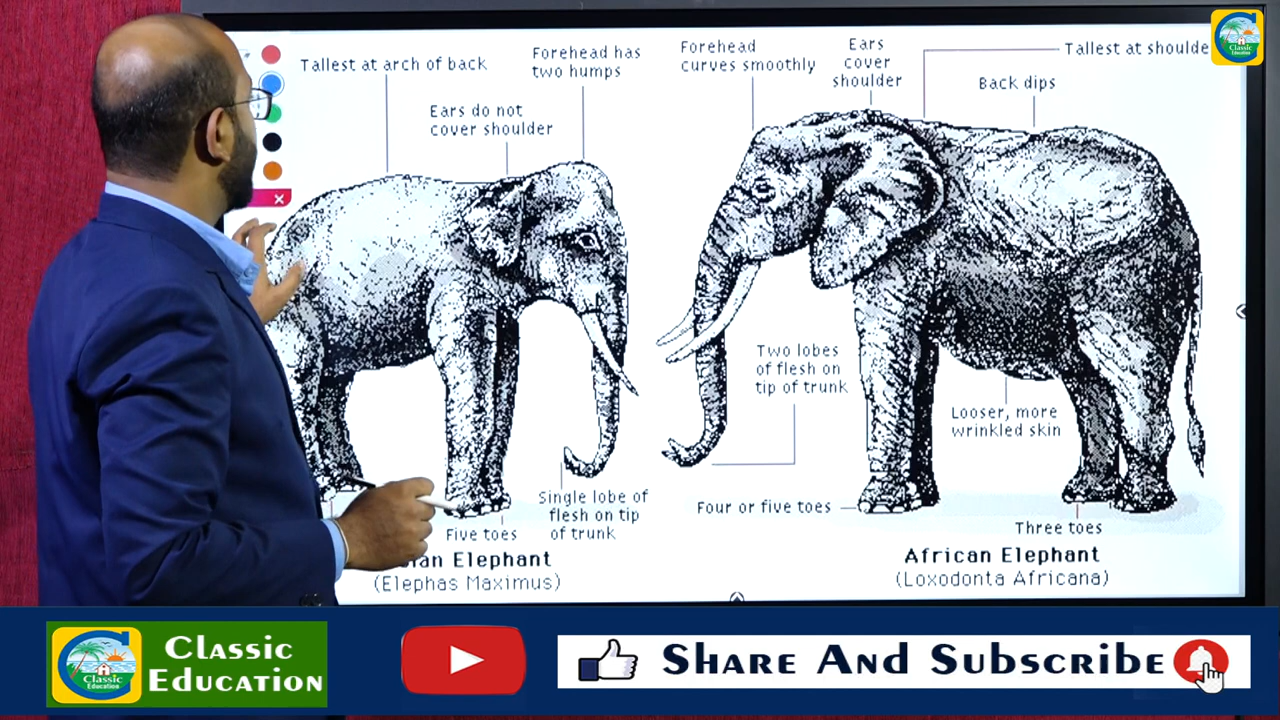 Tallest at arch of back
Forehead has
two humps
Ears do not
cover shoulder
Forehead
curves smoothly
Ears
cover
shoulder
Tallest at shoulde
Back dips
Two lobes
of flesh on
tip of trunk
Looser, more
wrinkled skin
Single lobe of
flesh on tip
of trunk
Five toes
Four or five toes
Three toes
Elephant
(Elephas Maximus)
African Elephant
(Loxodonta Africana)
Classic
Education
Classic
Education
Classic
Education
Share And Subscribe